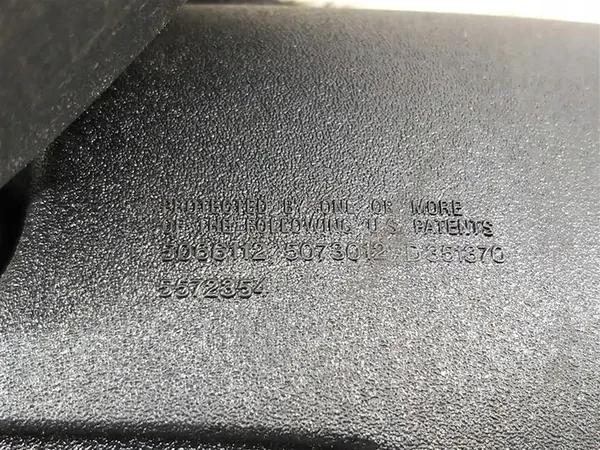 PROTECTED BY ONE OR MORE
OF THE FOLLOWING U.S. PATENTS
5066112 5073012 D351370
5572354